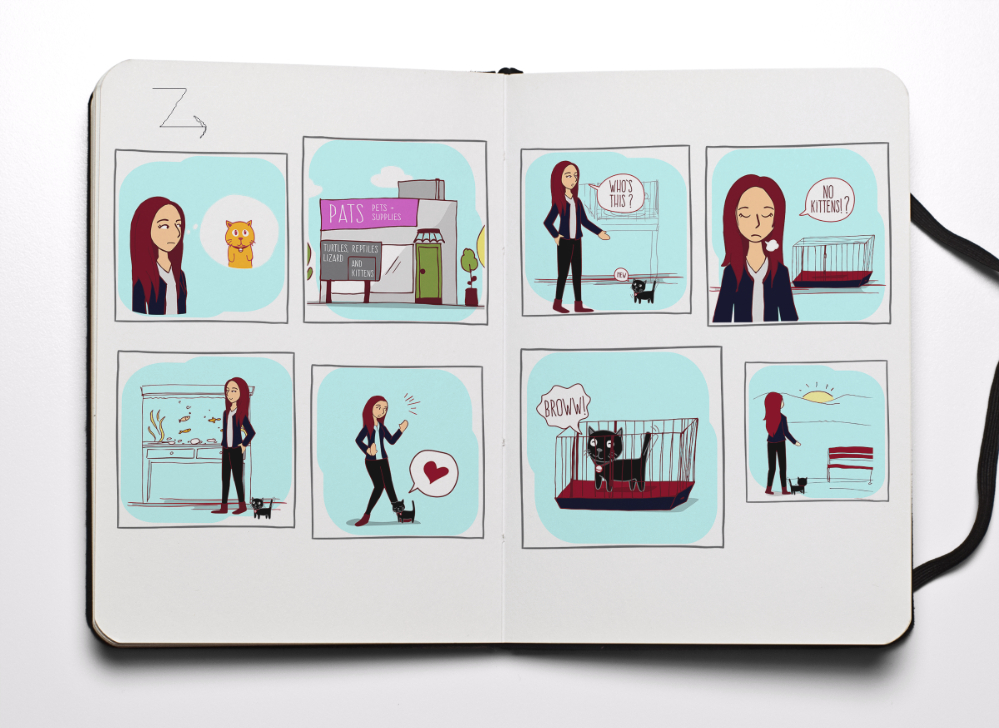 PATS
PETS +
SUPPLIES
TURTLES, REPTILES
LIZARD
AND
KITTENS
WHO'S
THIS?
MEW
NO
KITTENS!?
BROWW!